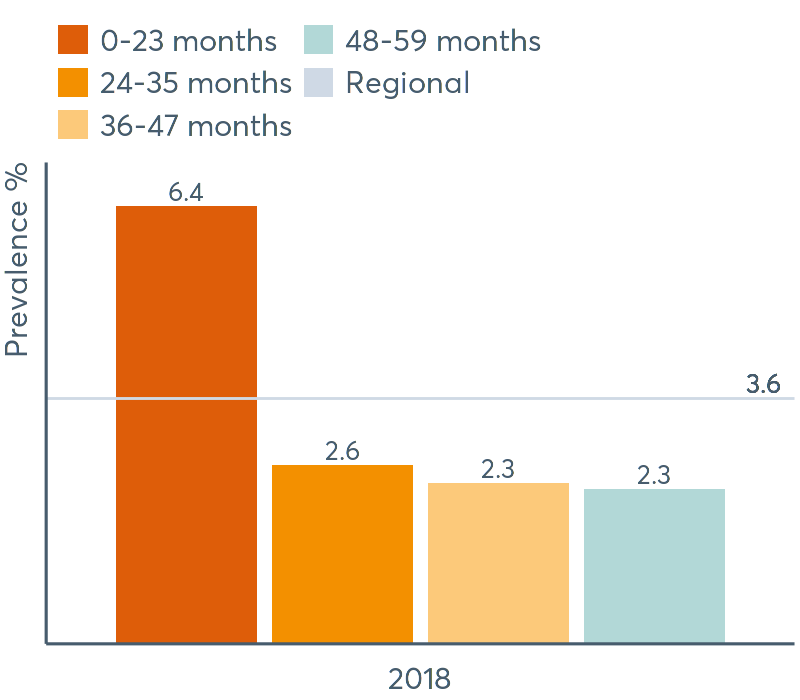 0-23 months
24-35 months
36-47 months
48-59 months
Regional
Prevalence %
6.4
2.6
2.3
2.3
3.6
2018